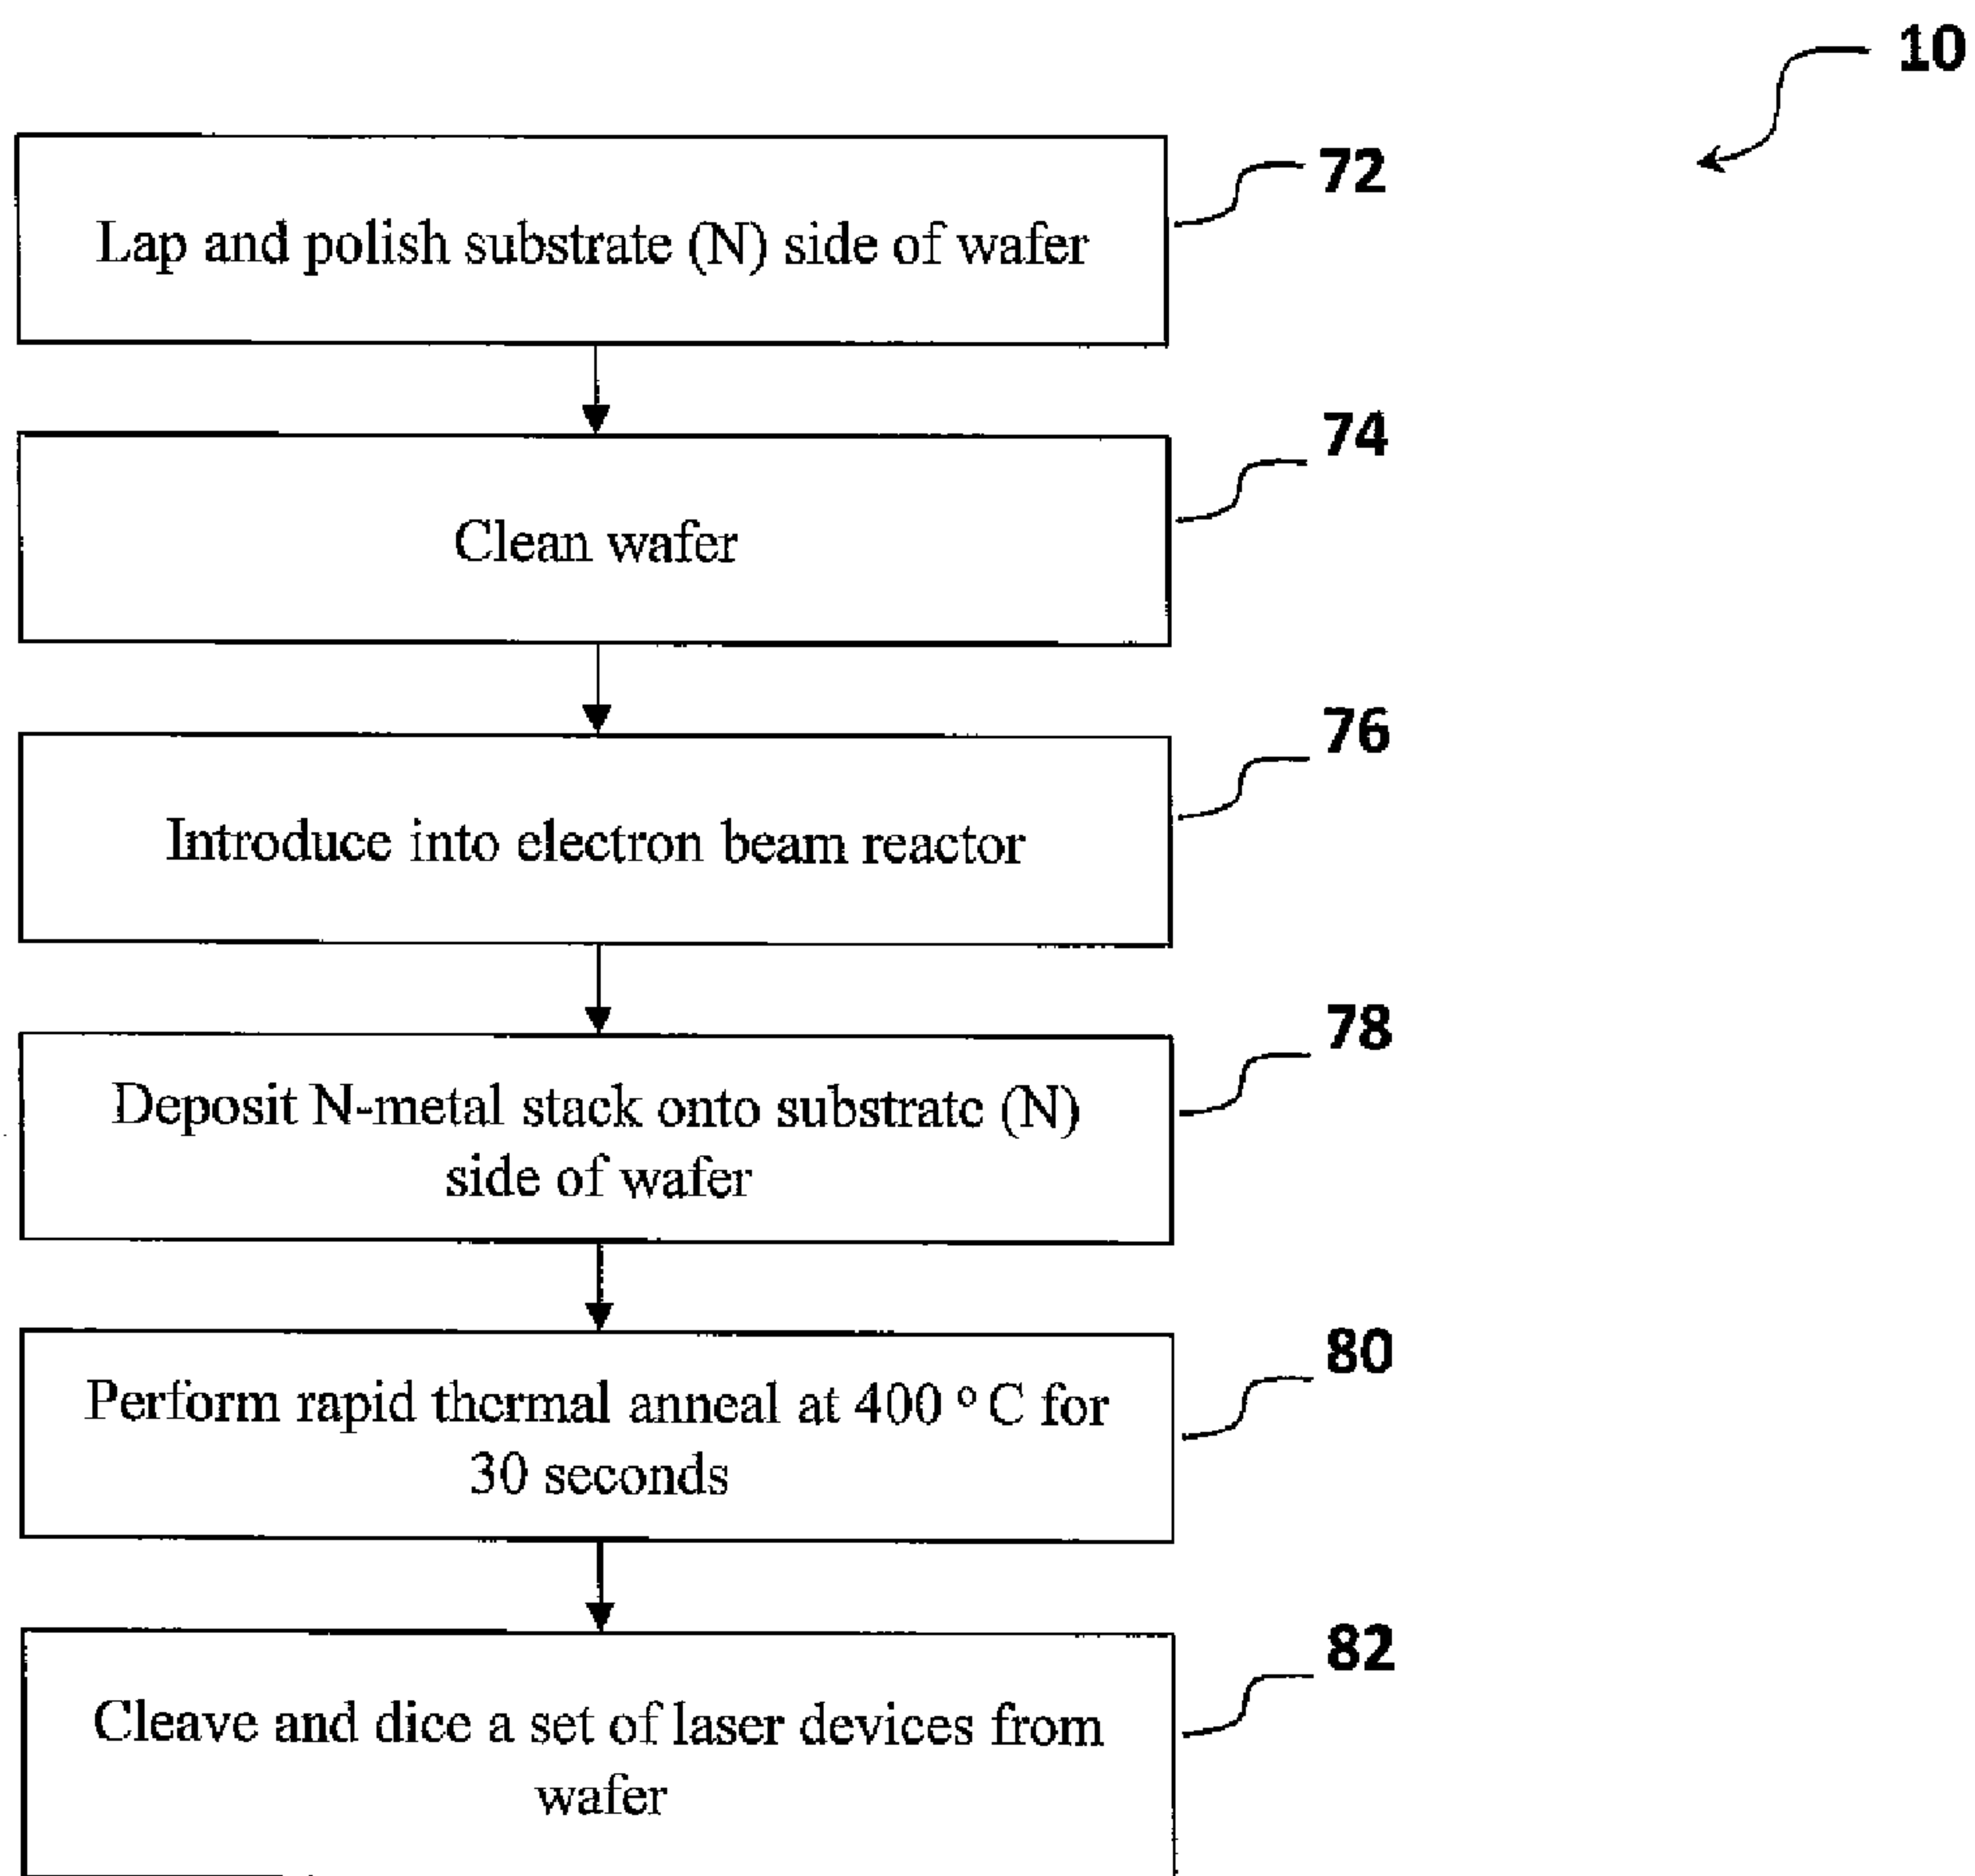 10
72
Lap and polish substrate (N) side of wafer
74
Clean wafer
76
Introduce into electron beam reactor
78
Deposit N-metal stack onto substrate (N)
side of wafer
80
Perform rapid thermal anneal at 400 °C for
30 seconds
82
Cleave and dice a set of laser devices from
wafer